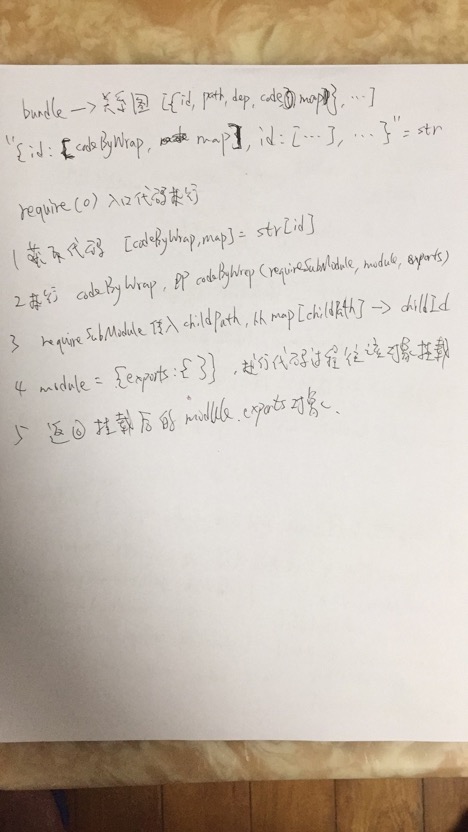 bundle → 关系图 [{id, path, dep, code, map}, …]
"{id: [codeByWrap, map], id: […], …}" = str
require(0) 入口代码执行
1 获取代码 [codeByWrap, map] = str[id]
2 执行 codeByWrap, 即 codeByWrap(requireSubModule, module, exports)
3 requireSubModule 传入 childPath, 从 map[childPath] → childId
4 module = {exports: {}}, 执行代码过程往该对象挂载
5 返回挂载后的 module.exports 对象。